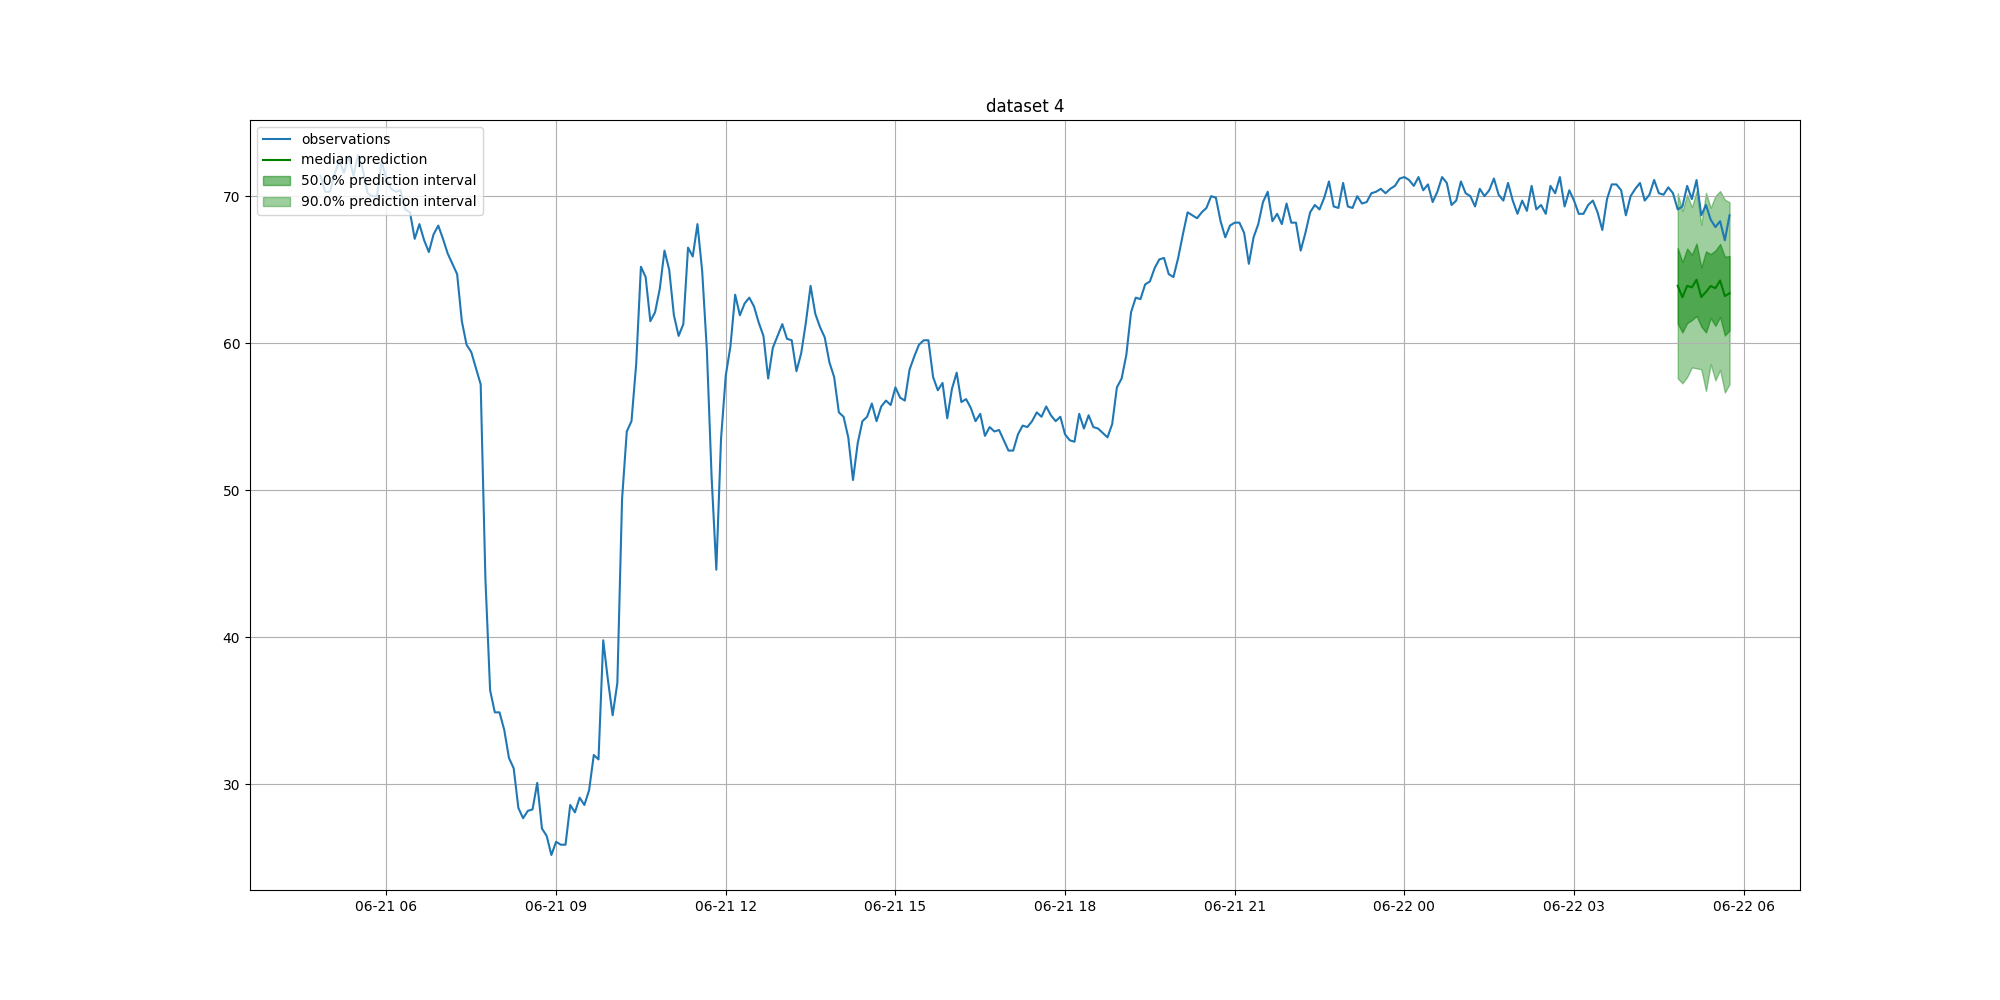 dataset 4
observations
median prediction
50.0% prediction interval
90.0% prediction interval
70
60
50
40
30
06-21 06
06-21 09
06-21 12
06-21 15
06-21 18
06-21 21
06-22 00
06-22 03
06-22 06